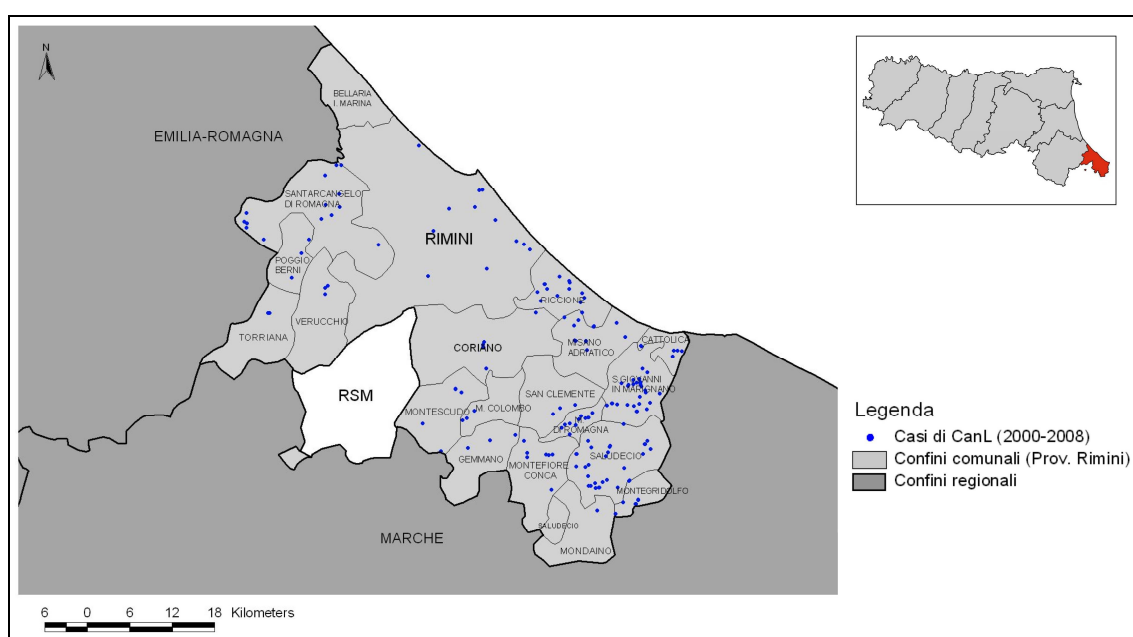 N
BELLARIA
I. MARINA
EMILIA-ROMAGNA
SANTARCANGELO
DI ROMAGNA
RIMINI
POGGIO
BERNI
RICCIONE
TORRIANA
VERUCCHIO
CORIANO
MISANO
ADRIATICO
CATTOLICA
RSM
S.GIOVANNI
IN MARIGNANO
SAN CLEMENTE
MONTESCUDO
M. COLOMBO
DI ROMAGNA
SALUDECIO
GEMMANO
MONTEFIORE
CONCA
MONTEGRIDOLFO
SALUDECIO
MARCHE
MONDAINO
Legenda
Casi di CanL (2000-2008)
Confini comunali (Prov. Rimini)
Confini regionali
6 0 6 12 18 Kilometers